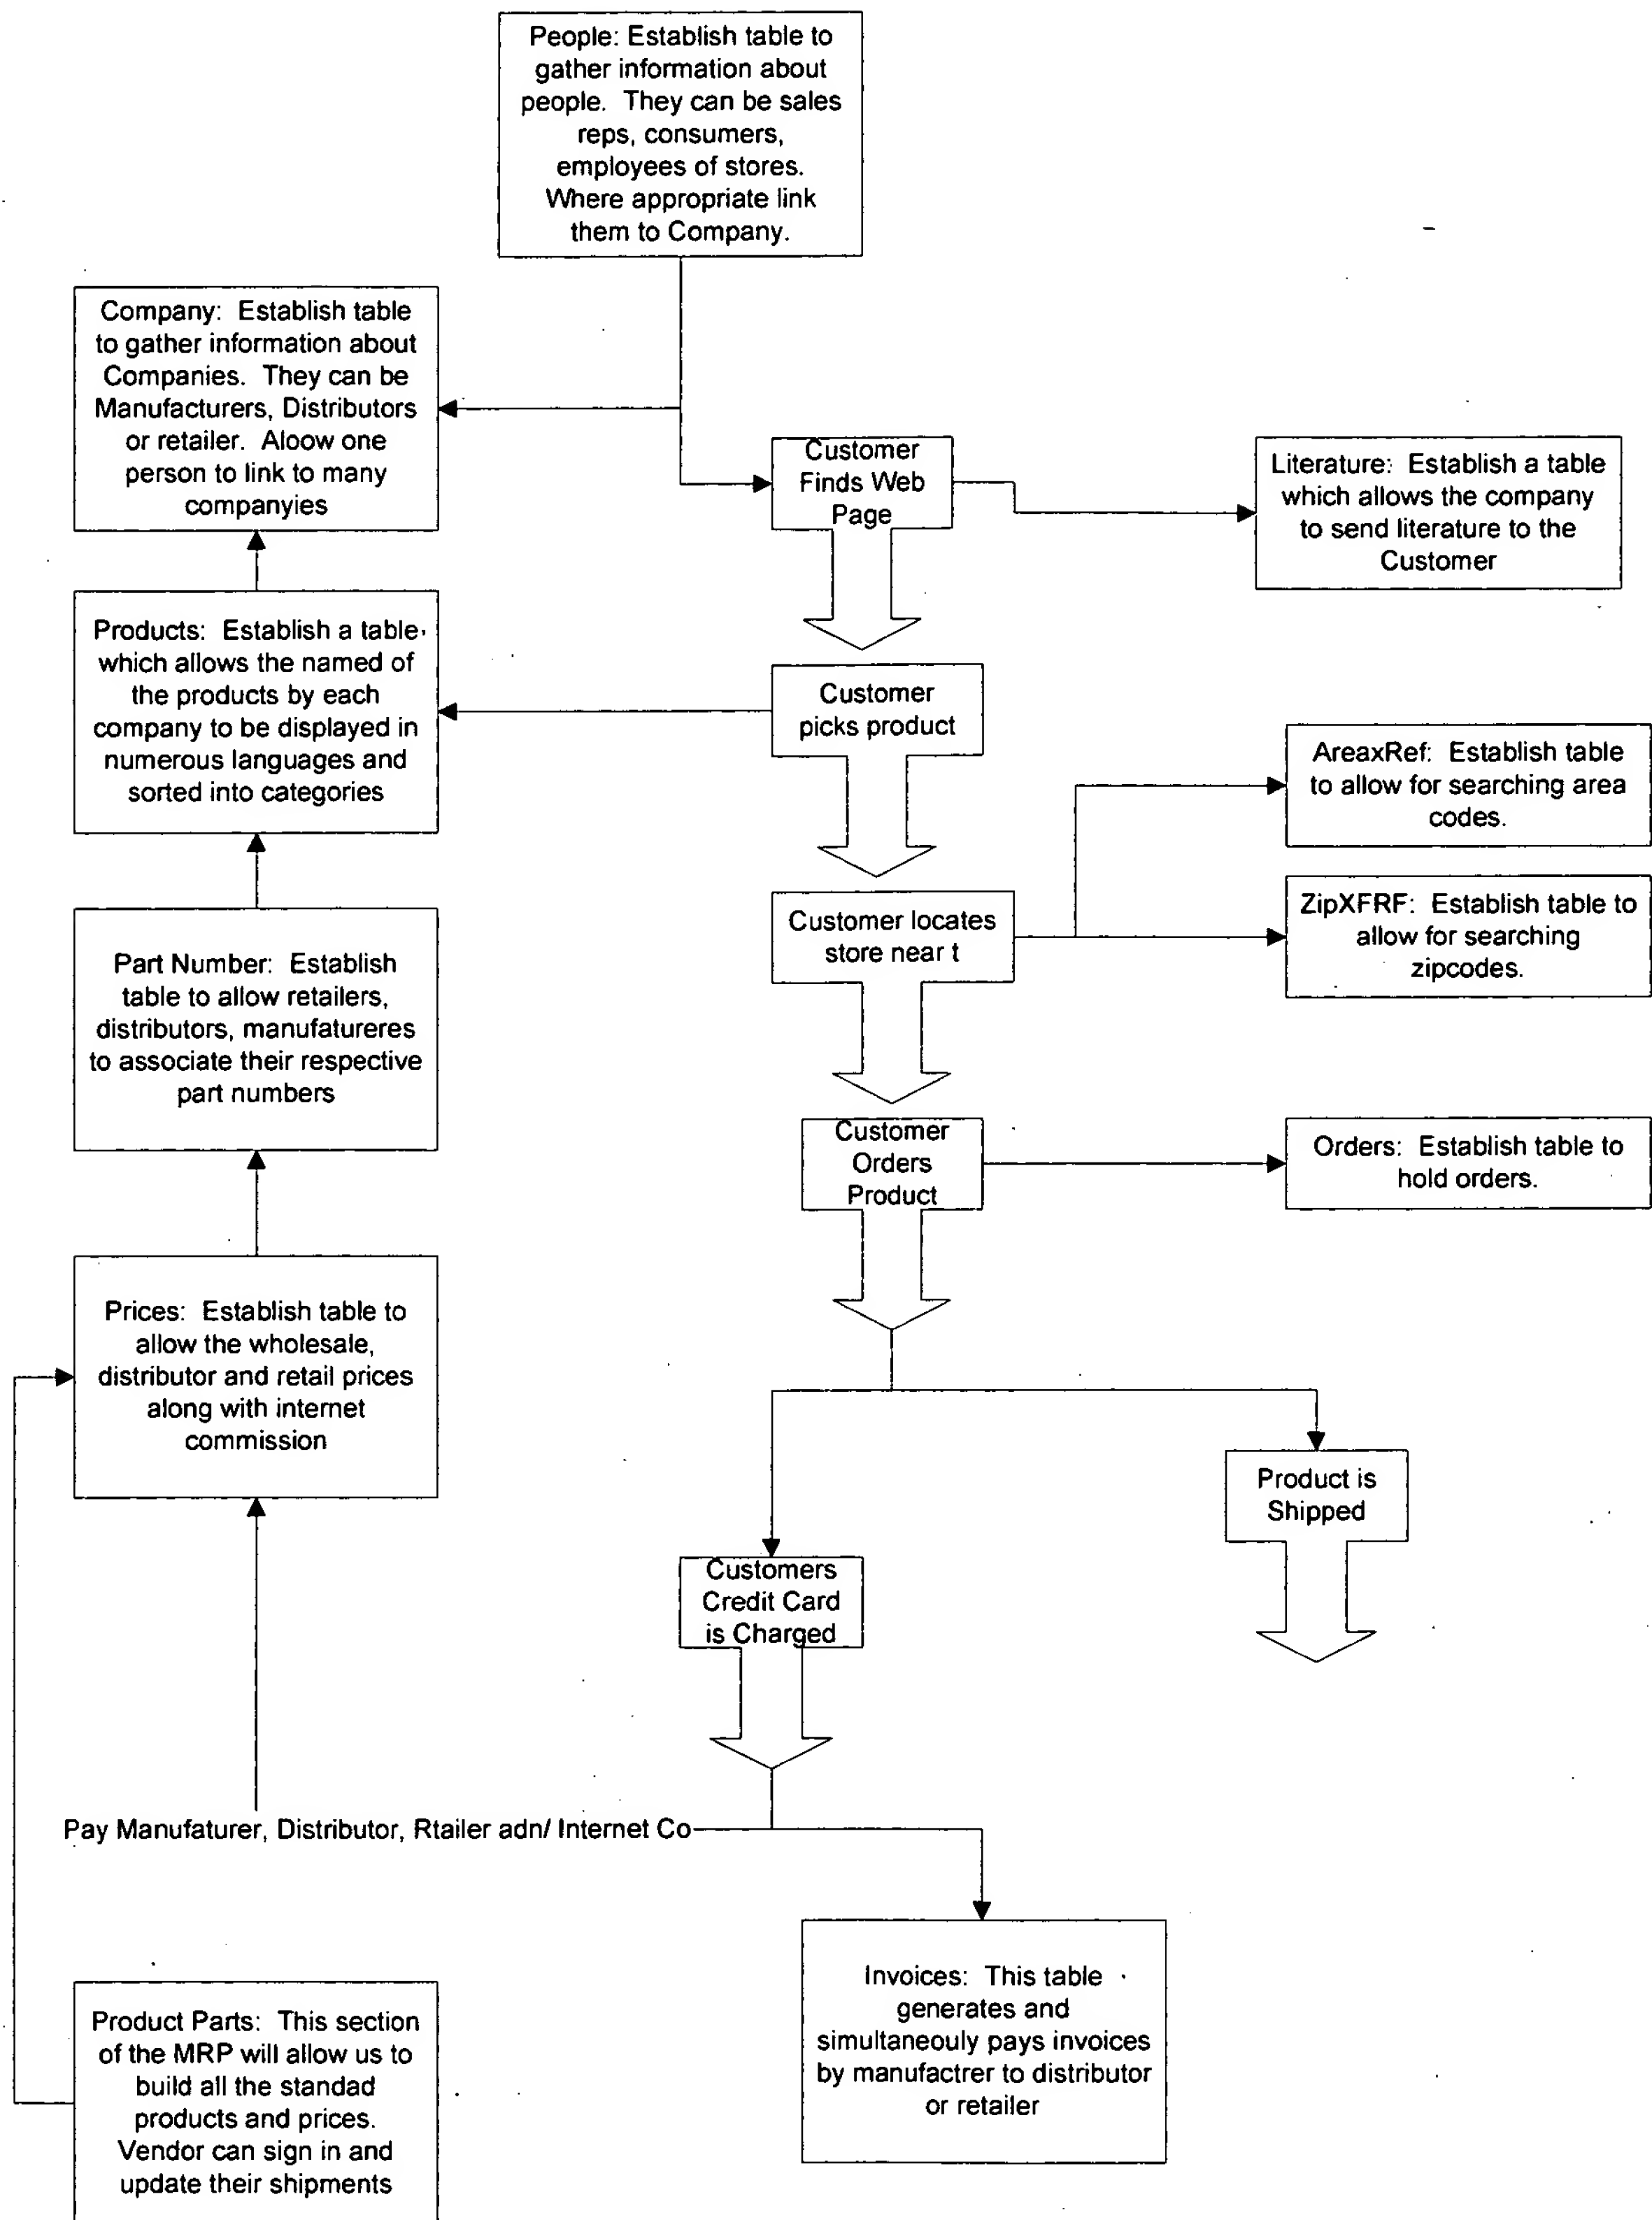 People: Establish table to
gather information about
people. They can be sales
reps, consumers,
employees of stores.
Where appropriate link
them to Company.
Company: Establish table
to gather information about
Companies. They can be
Manufacturers, Distributors
or retailer. Aloow one
person to link to many
companyies
Customer
Finds Web
Page
Literature: Establish a table
which allows the company
to send literature to the
Customer
Products: Establish a table
which allows the named of
the products by each
company to be displayed in
numerous languages and
sorted into categories
Customer
picks product
AreaxRef: Establish table
to allow for searching area
codes.
Customer locates
store near t
ZipXFRF: Establish table to
allow for searching
zipcodes.
Part Number: Establish
table to allow retailers,
distributors, manufatureres
to associate their respective
part numbers
Customer
Orders
Product
Orders: Establish table to
hold orders.
Prices: Establish table to
allow the wholesale,
distributor and retail prices
along with internet
commission
Product is
Shipped
Customers
Credit Card
is Charged
Pay Manufaturer, Distributor, Rtailer adn/ Internet Co
Invoices: This table
generates and
simultaneouly pays invoices
by manufactrer to distributor
or retailer
Product Parts: This section
of the MRP will allow us to
build all the standad
products and prices.
Vendor can sign in and
update their shipments